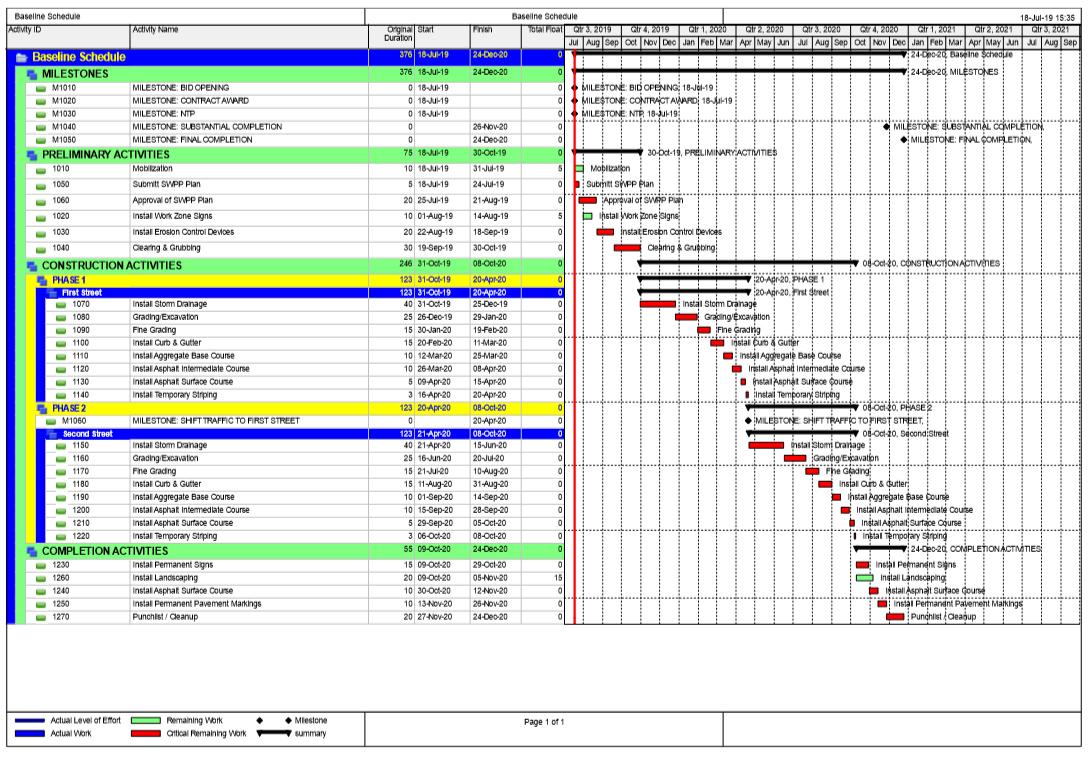 Baseline Schedule Baseline Schedule 18-Jul-19 15:35
Activity ID Activity Name Original Duration Start Finish Total Float Qtr 3, 2019 Qtr 4, 2019 Qtr 1, 2020 Qtr 2, 2020 Qtr 3, 2020 Qtr 4, 2020 Qtr 1, 2021 Qtr 2, 2021 Qtr 3, 2021
Jul Aug Sep Oct Nov Dec Jan Feb Mar Apr May Jun Jul Aug Sep Oct Nov Dec Jan Feb Mar Apr May Jun Jul Aug Sep
Baseline Schedule 376 18-Jul-19 24-Dec-20 0 24-Dec-20, Baseline Schedule
MILESTONES 376 18-Jul-19 24-Dec-20 0 24-Dec-20, MILESTONES
M1010 MILESTONE: BID OPENING 0 18-Jul-19 0 MILESTONE: BID OPENING, 18-Jul-19
M1020 MILESTONE: CONTRACT AWARD 0 18-Jul-19 0 MILESTONE: CONTRACT AWARD, 18-Jul-19
M1030 MILESTONE: NTP 0 18-Jul-19 0 MILESTONE: NTP, 18-Jul-19
M1040 MILESTONE: SUBSTANTIAL COMPLETION 0 26-Nov-20 0 MILESTONE: SUBSTANTIAL COMPLETION,
M1050 MILESTONE: FINAL COMPLETION 0 24-Dec-20 0 MILESTONE: FINAL COMPLETION,
PRELIMINARY ACTIVITIES 75 18-Jul-19 30-Oct-19 0 30-Oct-19, PRELIMINARY ACTIVITIES
1010 Mobilization 10 18-Jul-19 31-Jul-19 5 Mobilization
1050 Submitt SWPP Plan 5 18-Jul-19 24-Jul-19 0 Submitt SWPP Plan
1060 Approval of SWPP Plan 20 25-Jul-19 21-Aug-19 0 Approval of SWPP Plan
1020 Install Work Zone Signs 10 01-Aug-19 14-Aug-19 5 Install Work Zone Signs
1030 Install Erosion Control Devices 20 22-Aug-19 18-Sep-19 0 Install Erosion Control Devices
1040 Clearing & Grubbing 30 19-Sep-19 30-Oct-19 0 Clearing & Grubbing
CONSTRUCTION ACTIVITIES 246 31-Oct-19 08-Oct-20 0 08-Oct-20, CONSTRUCTION ACTIVITIES
PHASE 1 123 31-Oct-19 20-Apr-20 0 20-Apr-20, PHASE 1
First Street 123 31-Oct-19 20-Apr-20 0 20-Apr-20, First Street
1070 Install Storm Drainage 40 31-Oct-19 25-Dec-19 0 Install Storm Drainage
1080 Grading/Excavation 25 26-Dec-19 29-Jan-20 0 Grading/Excavation
1090 Fine Grading 15 30-Jan-20 19-Feb-20 0 Fine Grading
1100 Install Curb & Gutter 15 20-Feb-20 11-Mar-20 0 Install Curb & Gutter
1110 Install Aggregate Base Course 10 12-Mar-20 25-Mar-20 0 Install Aggregate Base Course
1120 Install Asphalt Intermediate Course 10 26-Mar-20 08-Apr-20 0 Install Asphalt Intermediate Course
1130 Install Asphalt Surface Course 5 09-Apr-20 15-Apr-20 0 Install Asphalt Surface Course
1140 Install Temporary Striping 3 16-Apr-20 20-Apr-20 0 Install Temporary Striping
PHASE 2 123 20-Apr-20 08-Oct-20 0 08-Oct-20, PHASE 2
M1060 MILESTONE: SHIFT TRAFFIC TO FIRST STREET 0 20-Apr-20 0 MILESTONE: SHIFT TRAFFIC TO FIRST STREET,
Second Street 123 21-Apr-20 08-Oct-20 0 08-Oct-20, Second Street
1150 Install Storm Drainage 40 21-Apr-20 15-Jun-20 0 Install Storm Drainage
1160 Grading/Excavation 25 16-Jun-20 20-Jul-20 0 Grading/Excavation
1170 Fine Grading 15 21-Jul-20 10-Aug-20 0 Fine Grading
1180 Install Curb & Gutter 15 11-Aug-20 31-Aug-20 0 Install Curb & Gutter
1190 Install Aggregate Base Course 10 01-Sep-20 14-Sep-20 0 Install Aggregate Base Course
1200 Install Asphalt Intermediate Course 10 15-Sep-20 28-Sep-20 0 Install Asphalt Intermediate Course
1210 Install Asphalt Surface Course 5 29-Sep-20 05-Oct-20 0 Install Asphalt Surface Course
1220 Install Temporary Striping 3 06-Oct-20 08-Oct-20 0 Install Temporary Striping
COMPLETION ACTIVITIES 55 09-Oct-20 24-Dec-20 0 24-Dec-20, COMPLETION ACTIVITIES
1230 Install Permanent Signs 15 09-Oct-20 29-Oct-20 0 Install Permanent Signs
1260 Install Landscaping 20 09-Oct-20 05-Nov-20 15 Install Landscaping
1240 Install Asphalt Surface Course 10 30-Oct-20 12-Nov-20 0 Install Asphalt Surface Course
1250 Install Permanent Pavement Markings 10 13-Nov-20 26-Nov-20 0 Install Permanent Pavement Markings
1270 Punchlist / Cleanup 20 27-Nov-20 24-Dec-20 0 Punchlist / Cleanup
Actual Level of Effort Remaining Work Milestone Page 1 of 1
Actual Work Critical Remaining Work summary